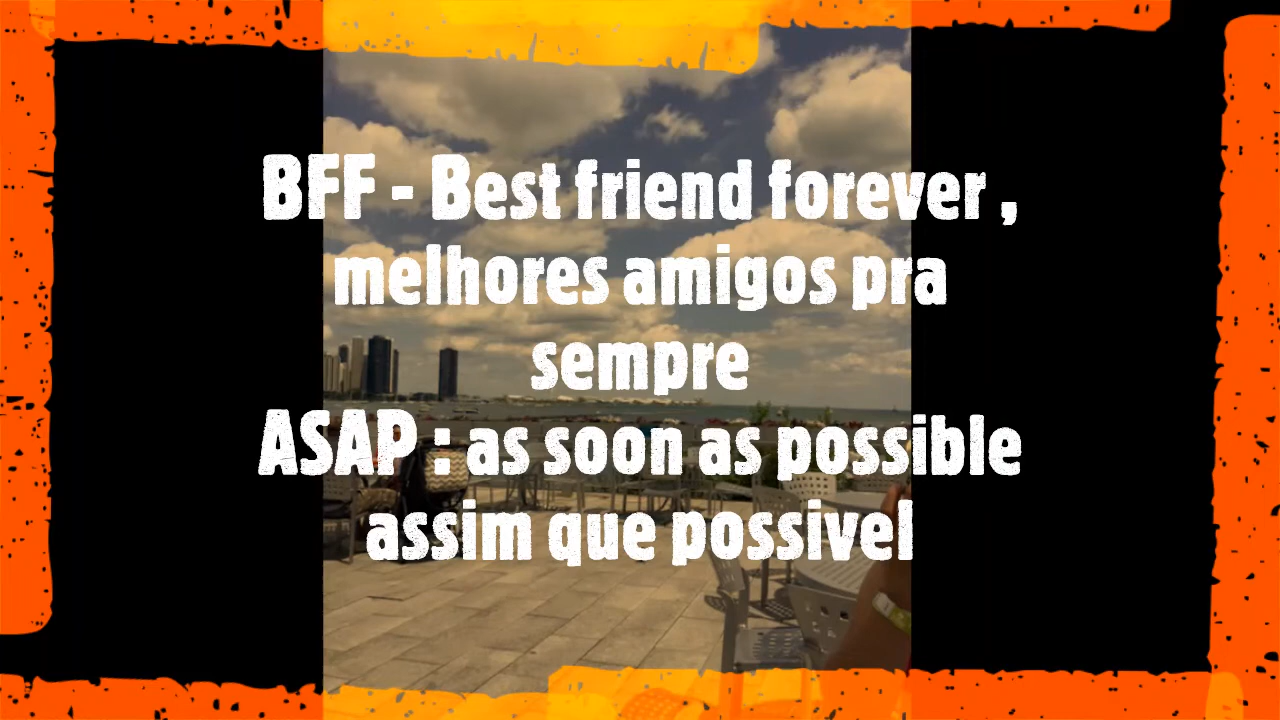 BFF - Best friend forever ,
melhores amigos pra
sempre
ASAP : as soon as possible
assim que possivel